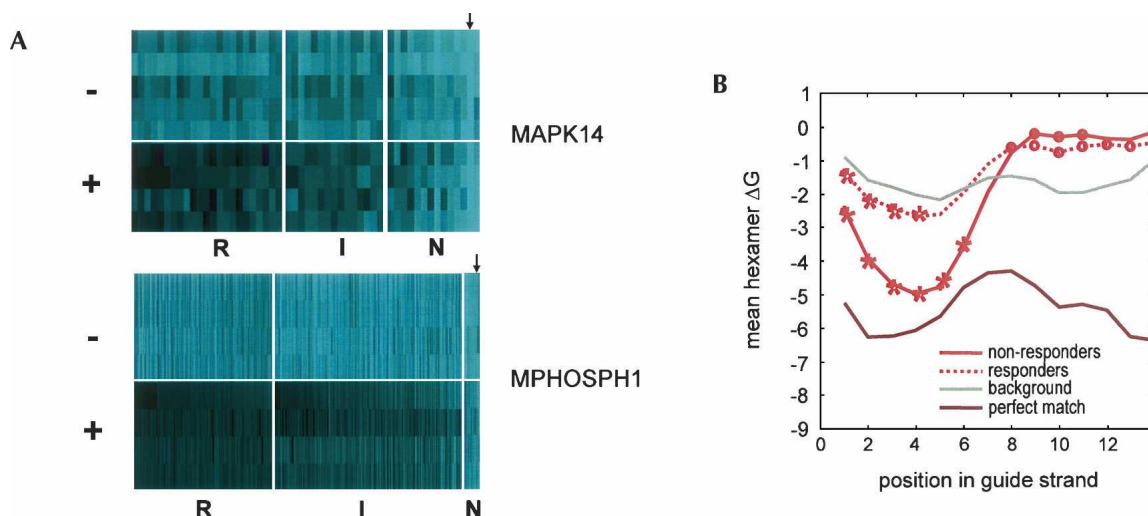 A
-
+
MAPK14
R I N
-
+
MPHOSPH1
R I N
B
mean hexamer ΔG
1
0
-1
-2
-3
-4
-5
-6
-7
-8
-9
non-responders
responders
background
perfect match
0 2 4 6 8 10 12
position in guide strand